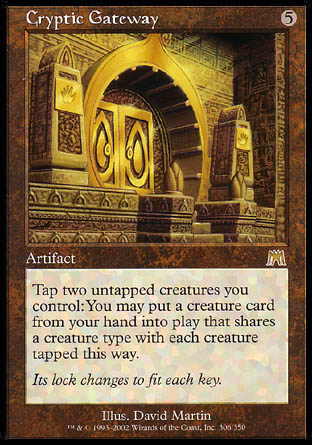 Cryptic Gateway 5
Artifact
Tap two untapped creatures you
control: You may put a creature card
from your hand into play that shares
a creature type with each creature
tapped this way.
Its lock changes to fit each key.
Illus. David Martin
™ & © 1993–2002 Wizards of the Coast, Inc. 306/350